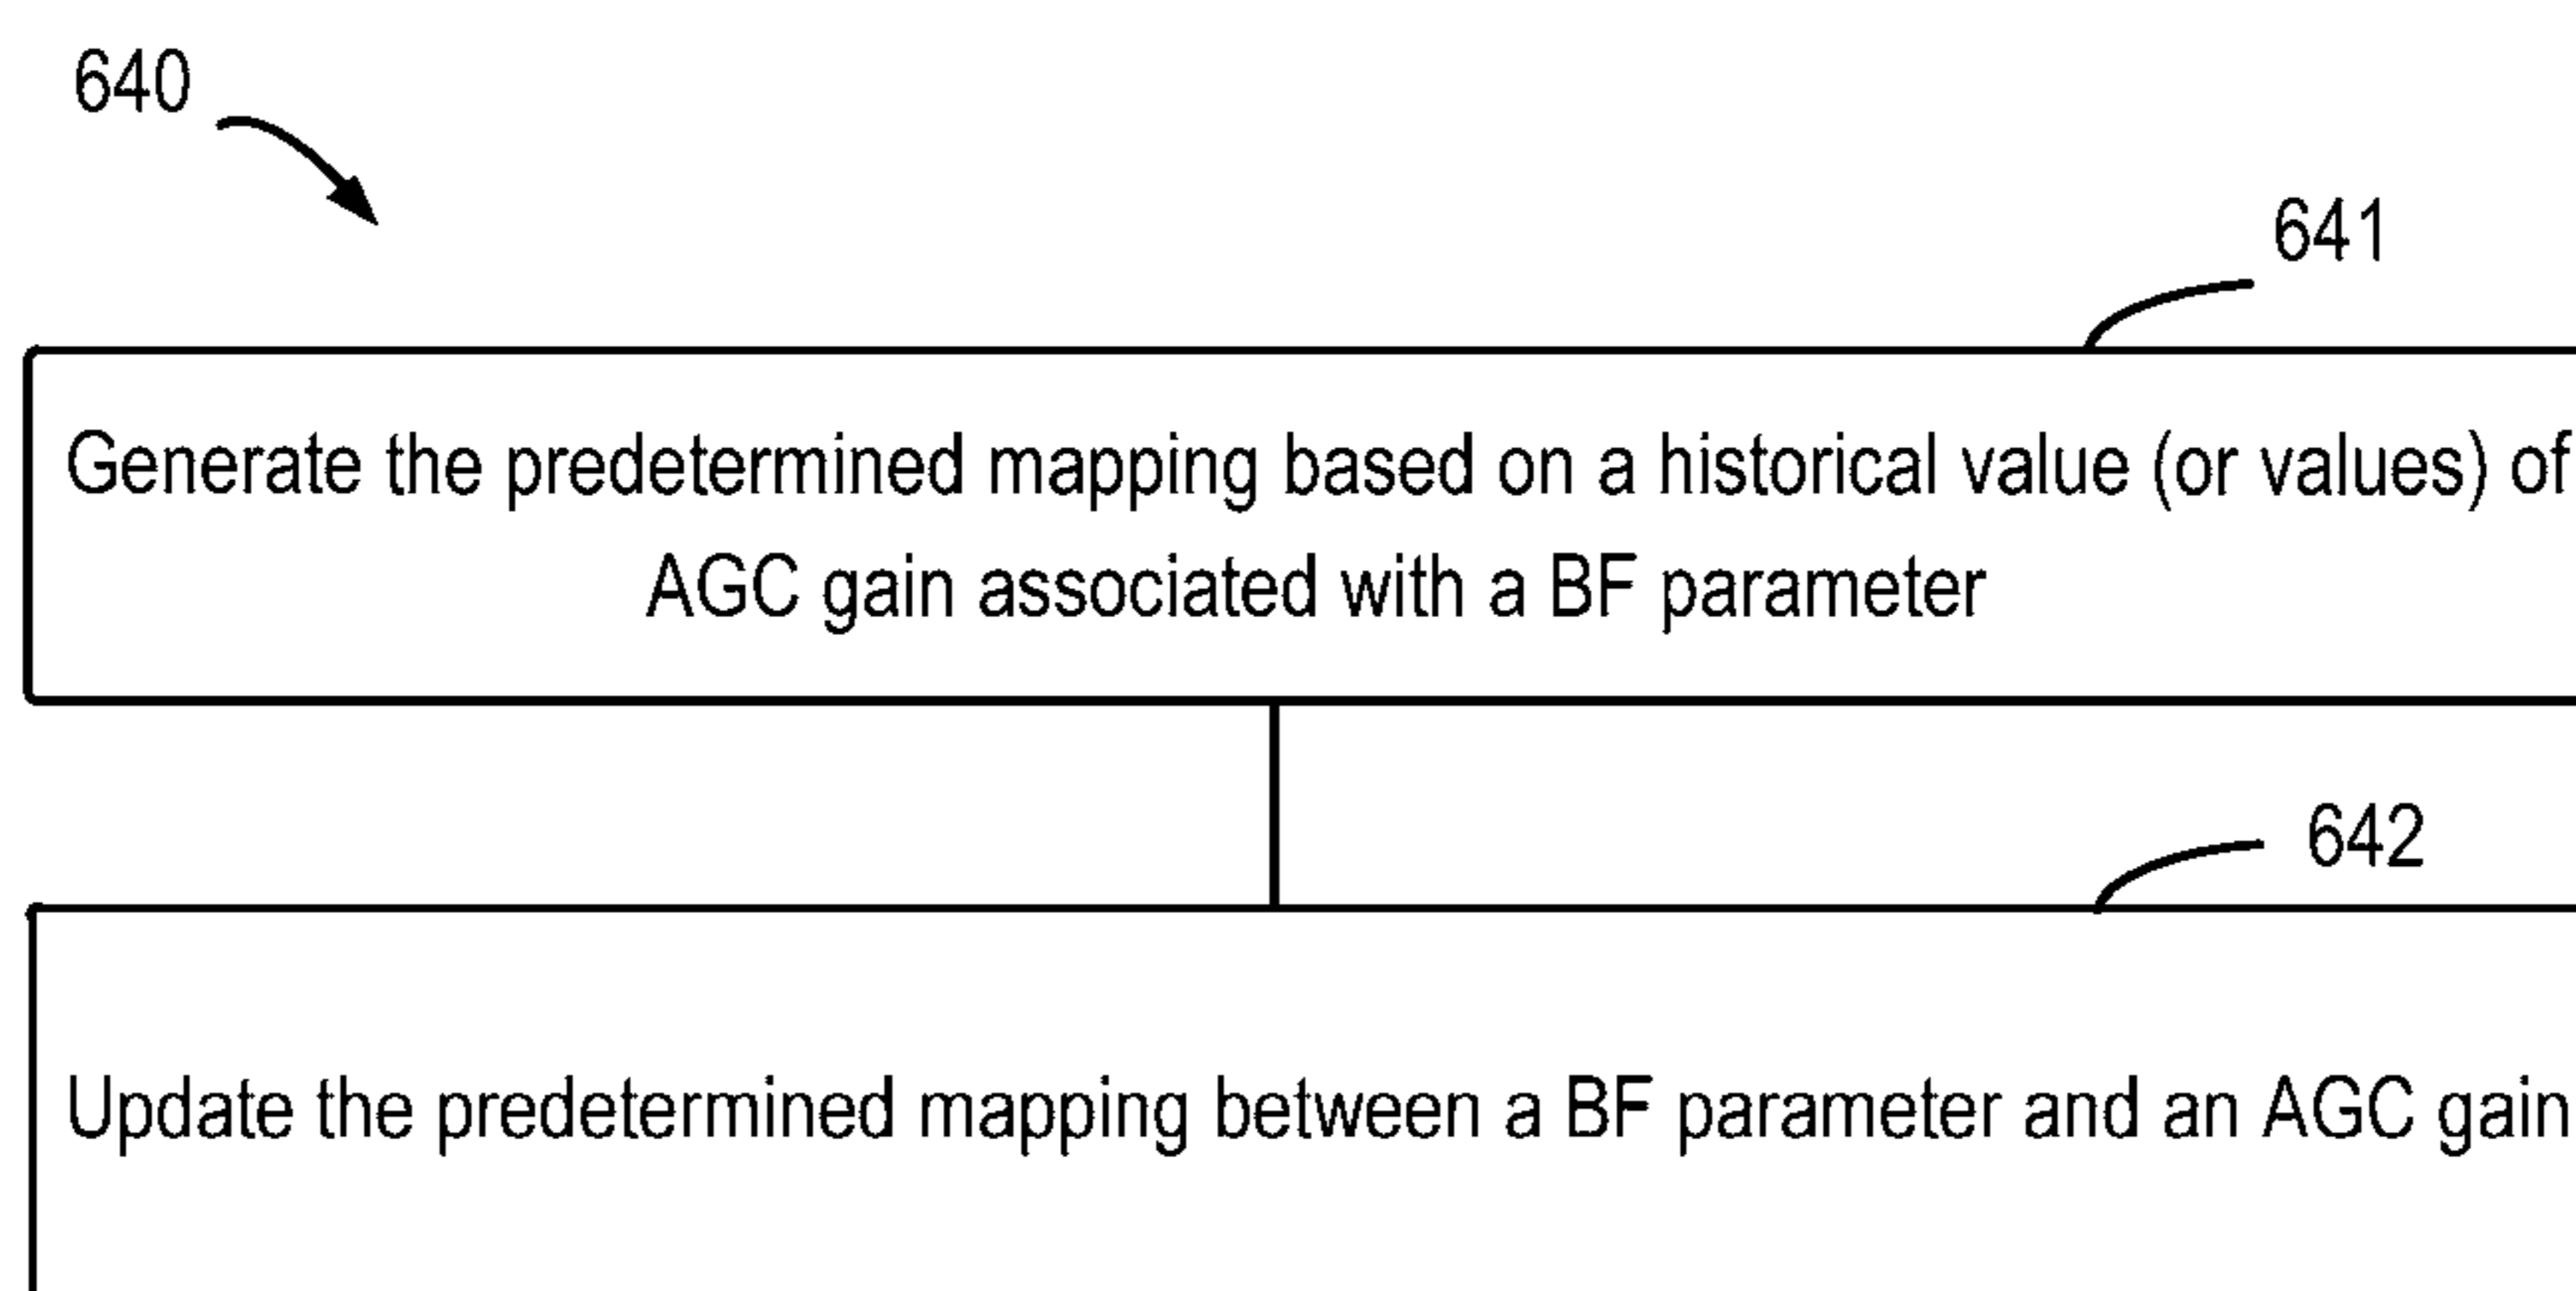 640
641
Generate the predetermined mapping based on a historical value (or values) of
AGC gain associated with a BF parameter
642
Update the predetermined mapping between a BF parameter and an AGC gain